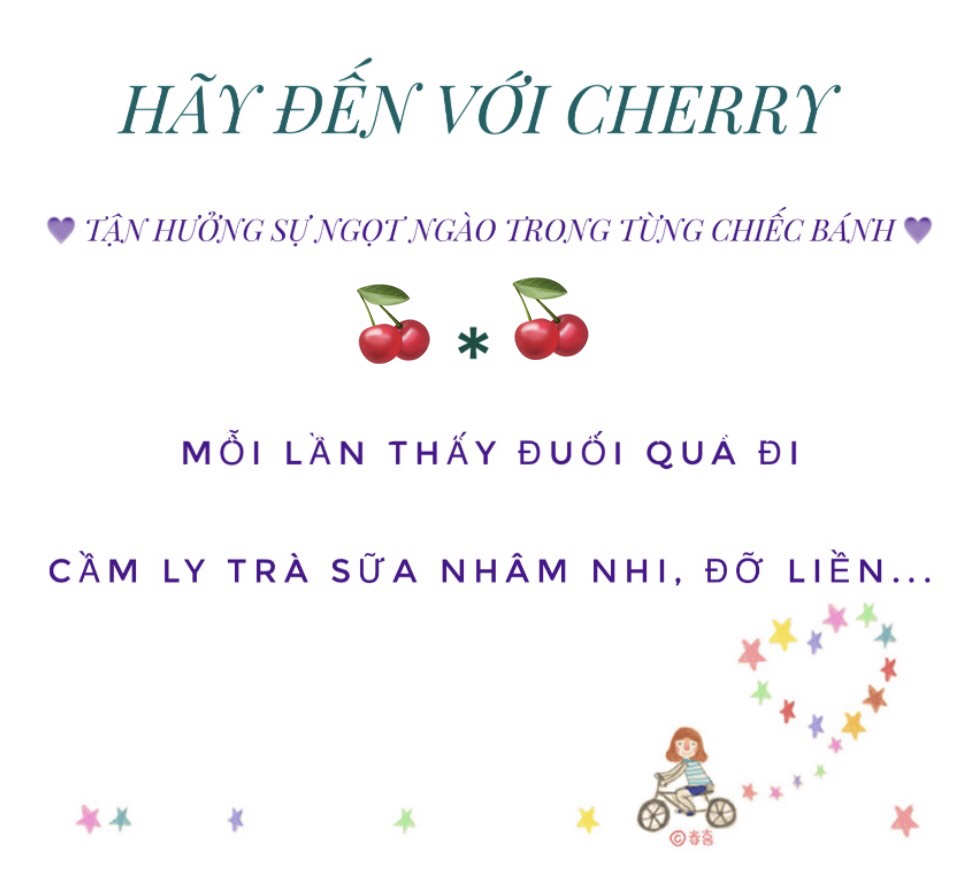 HÃY ĐẾN VỚI CHERRY
💜 TẬN HƯỞNG SỰ NGỌT NGÀO TRONG TỪNG CHIẾC BÁNH 💜
*
MỖI LẦN THẤY ĐUỐI QUÁ ĐI
CẦM LY TRÀ SỮA NHÂM NHI, ĐỠ LIỀN...
©春喜